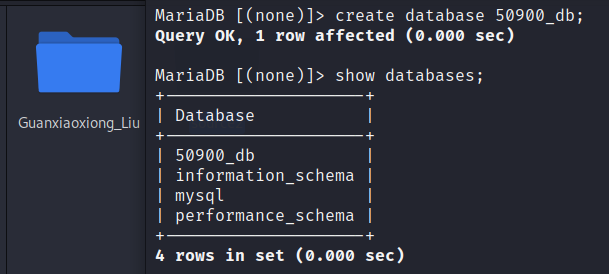 Guanxiaoxiong_Liu
MariaDB [(none)]> create database 50900_db;
Query OK, 1 row affected (0.000 sec)
MariaDB [(none)]> show databases;
+--------------------+
| Database           |
+--------------------+
| 50900_db           |
| information_schema |
| mysql              |
| performance_schema |
+--------------------+
4 rows in set (0.000 sec)